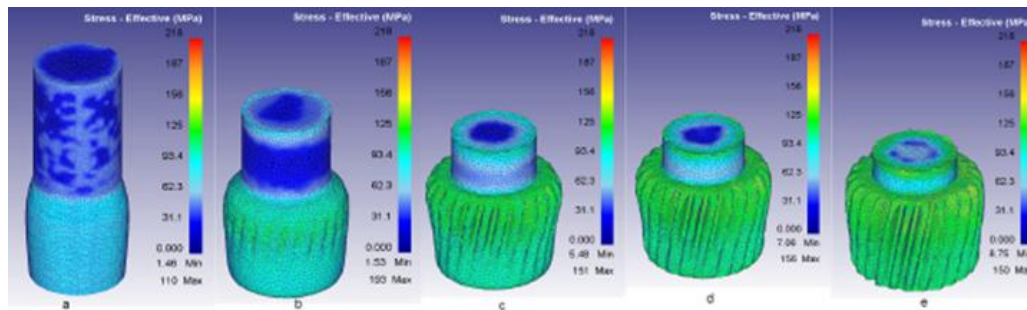 Stress - Effective (MPa)
218
187
156
125
93.4
62.3
31.1
0.000
1.46 Min
110 Max
a
Stress - Effective (MPa)
218
187
156
125
93.4
62.3
31.1
0.000
1.53 Min
193 Max
b
Stress - Effective (MPa)
218
187
156
125
93.4
62.3
31.1
0.000
5.48 Min
151 Max
c
Stress - Effective (MPa)
218
187
156
125
93.4
62.3
31.1
0.000
7.06 Min
156 Max
d
Stress - Effective (MPa)
218
187
156
125
93.4
62.3
31.1
0.000
8.75 Min
150 Max
e